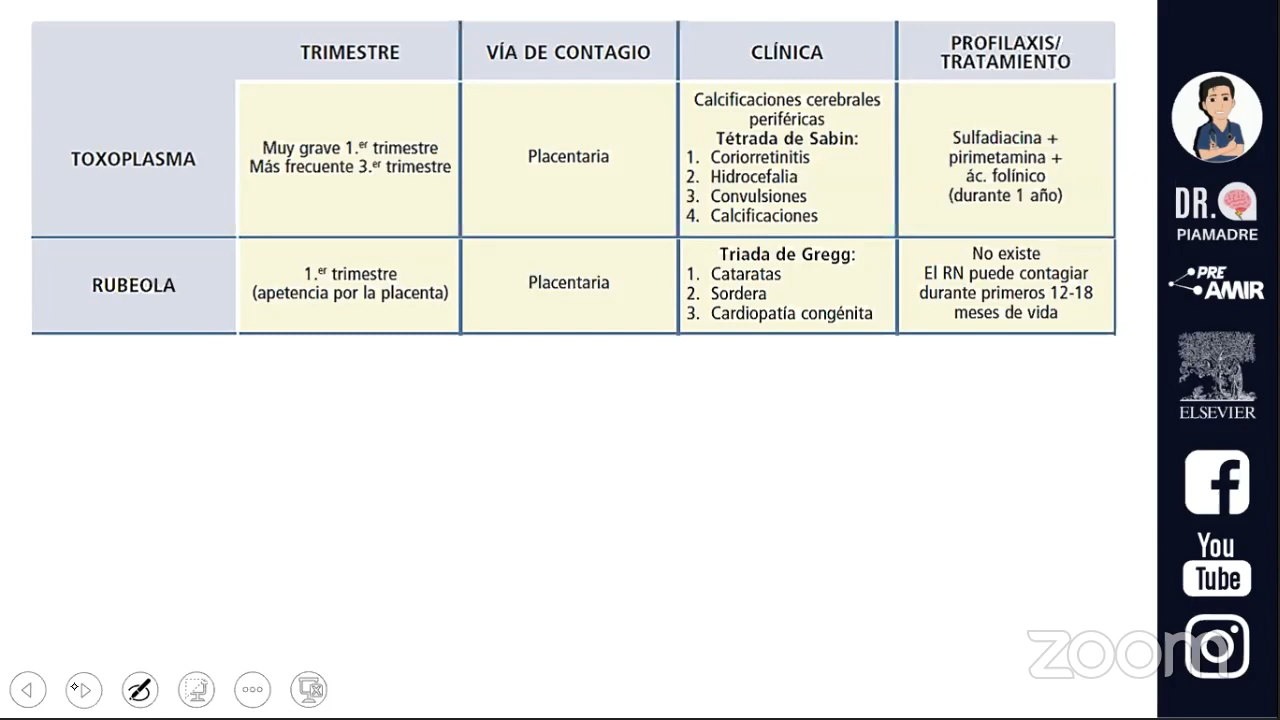 TRIMESTRE
VÍA DE CONTAGIO
CLÍNICA
PROFILAXIS/
TRATAMIENTO
TOXOPLASMA
Muy grave 1.er trimestre
Más frecuente 3.er trimestre
Placentaria
Calcificaciones cerebrales
periféricas
Tétrada de Sabin:
1. Coriorretinitis
2. Hidrocefalia
3. Convulsiones
4. Calcificaciones
Sulfadiacina +
pirimetamina +
ác. folínico
(durante 1 año)
RUBEOLA
1.er trimestre
(apetencia por la placenta)
Placentaria
Triada de Gregg:
1. Cataratas
2. Sordera
3. Cardiopatía congénita
No existe
El RN puede contagiar
durante primeros 12-18
meses de vida
DR.
PIAMADRE
PRE
AMIR
ELSEVIER
You
Tube
zoom